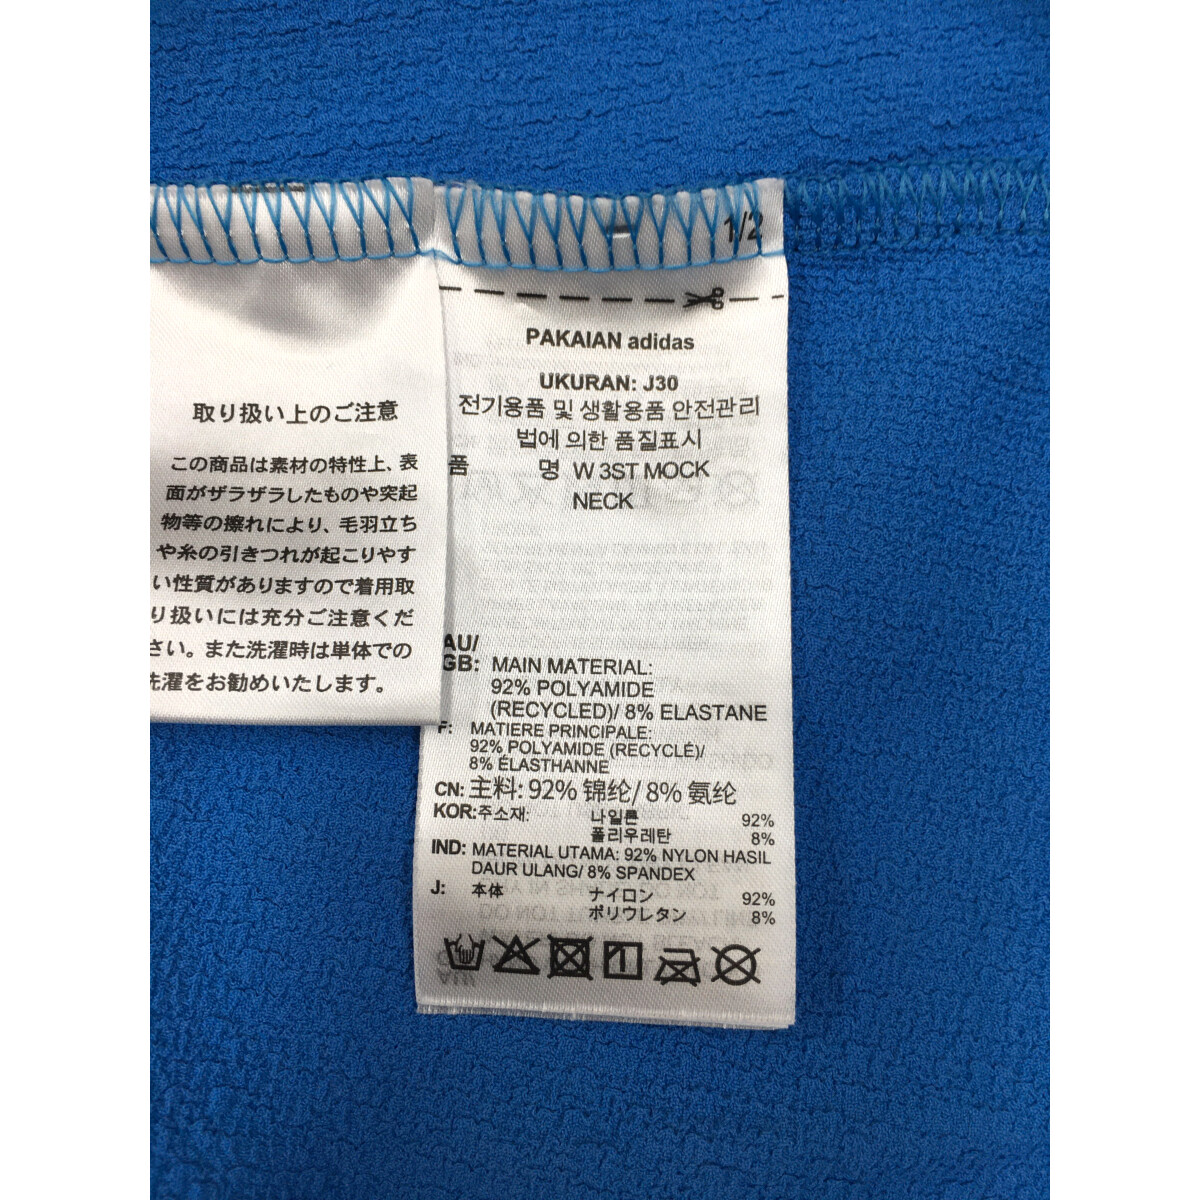 取り扱い上のご注意
この商品は素材の特性上、表
面がザラザラしたものや突起
物等の擦れにより、毛羽立ち
や糸の引きつれが起こりやす
い性質がありますので着用取
り扱いには充分ご注意くだ
さい。また洗濯時は単体での
洗濯をお勧めいたします。
1/2
PAKAIAN adidas
UKURAN: J30
전기용품 및 생활용품 안전관리
법에 의한 품질표시
품 명 W 3ST MOCK
NECK
AU/
GB: MAIN MATERIAL:
92% POLYAMIDE
(RECYCLED)/ 8% ELASTANE
F: MATIERE PRINCIPALE:
92% POLYAMIDE (RECYCLÉ)/
8% ÉLASTHANNE
CN: 主料: 92% 锦纶/ 8% 氨纶
KOR: 주소재: 나일론 92%
폴리우레탄 8%
IND: MATERIAL UTAMA: 92% NYLON HASIL
DAUR ULANG/ 8% SPANDEX
J: 本体 ナイロン 92%
ポリウレタン 8%